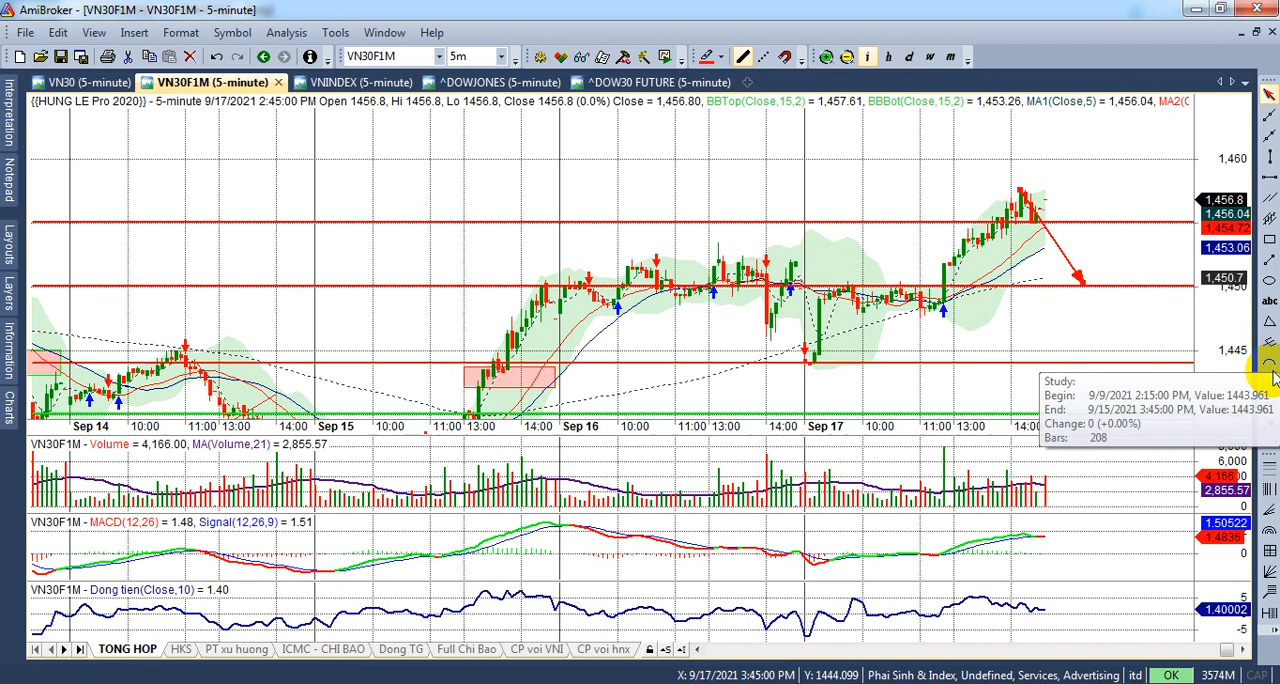 AmiBroker - [VN30F1M - VN30F1M - 5-minute]
File Edit View Insert Format Symbol Analysis Tools Window Help
VN30F1M 5m i h d w m
VN30 (5-minute) VN30F1M (5-minute) VNINDEX (5-minute) ^DOWJONES (5-minute) ^DOW30 FUTURE (5-minute)
Interpretation
Notepad
Layouts
Layers
Information
Charts
{{HUNG LE Pro 2020}} - 5-minute 9/17/2021 2:45:00 PM Open 1456.8, Hi 1456.8, Lo 1456.8, Close 1456.8 (0.0%) Close = 1,456.80, BBTop(Close,15,2) = 1,457.61, BBBot(Close,15,2) = 1,453.26, MA1(Close,5) = 1,456.04, MA2(C
1,460
1,456.8
1,456.04
1,454.72
1,453.06
1,450.7
1,450
1,445
abc
Study:
Begin: 9/9/2021 2:15:00 PM, Value: 1443.961
End: 9/15/2021 3:45:00 PM, Value: 1443.961
Change: 0 (+0.00%)
Bars: 208
Sep 14 10:00 11:00 13:00 14:00 Sep 15 10:00 11:00 13:00 14:00 Sep 16 10:00 11:00 13:00 14:00 Sep 17 10:00 11:00 13:00 14:00
VN30F1M - Volume = 4,166.00, MA(Volume,21) = 2,855.57
6,000
4,166
2,855.57
0
VN30F1M - MACD(12,26) = 1.48, Signal(12,26,9) = 1.51
1.50522
1.4836
0
VN30F1M - Dong tien(Close,10) = 1.40
5
1.40002
-5
TONG HOP HKS PT xu huong ICMC - CHI BAO Dong TG Full Chi Bao CP voi VNI CP voi hnx
X: 9/17/2021 3:45:00 PM Y: 1444.099 Phai Sinh & Index, Undefined, Services, Advertising itd OK 3574M CAP